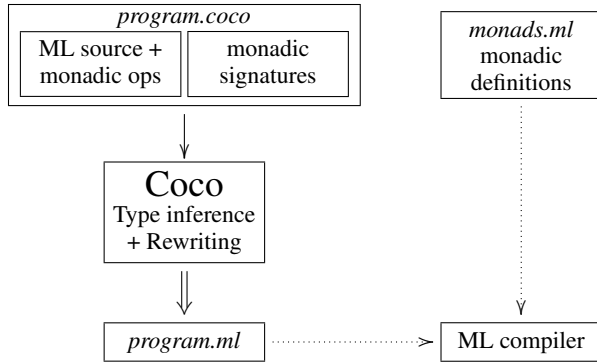 program.coco
ML source +
monadic ops
monadic
signatures
monads.ml
monadic
definitions
Coco
Type inference
+ Rewriting
program.ml
ML compiler